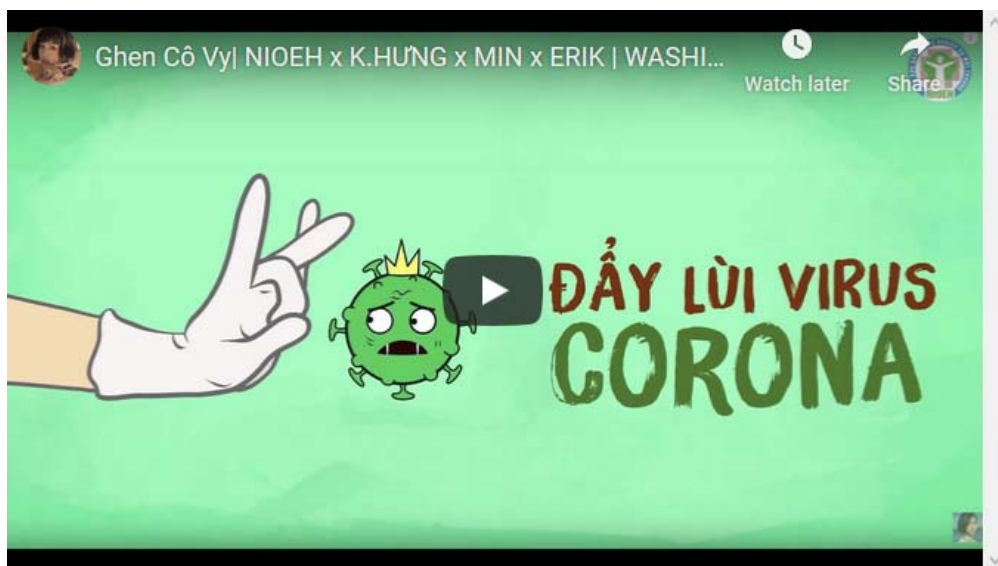 Ghen Cô Vy| NIOEH x K.HƯNG x MIN x ERIK | WASHI...
Watch later
Share
ĐẨY LÙI VIRUS
CORONA